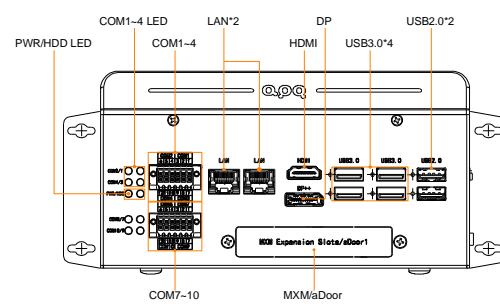 COM1~4 LED
LAN*2
DP
USB2.0*2
PWR/HDD LED
COM1~4
HDMI
USB3.0*4
apq
LAN
LAN
HDMI
USB3.0
USB3.0
USB2.0
DP++
MXM Expansion Slots/aDoor1
COM7~10
MXM/aDoor